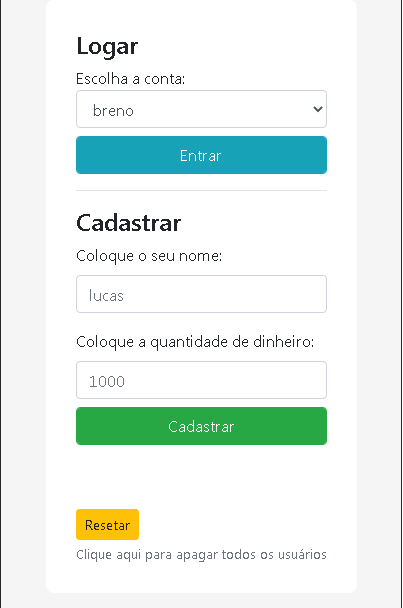 Logar
Escolha a conta:
breno
Entrar
Cadastrar
Coloque o seu nome:
lucas
Coloque a quantidade de dinheiro:
1000
Cadastrar
Resetar
Clique aqui para apagar todos os usuários